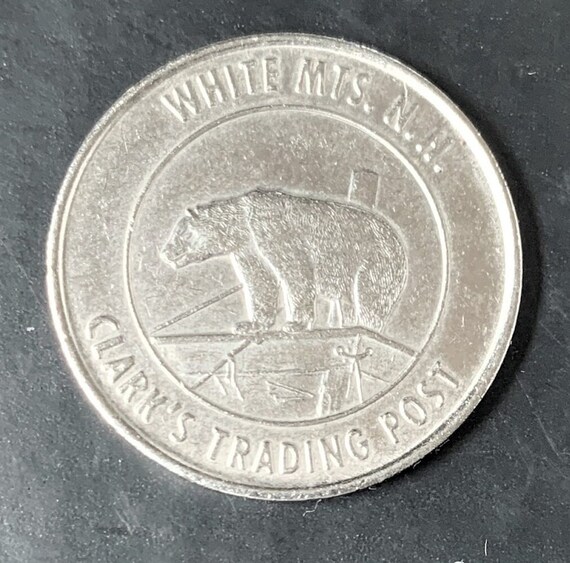 WHITE MTS. N.H.
CLARK'S TRADING POST